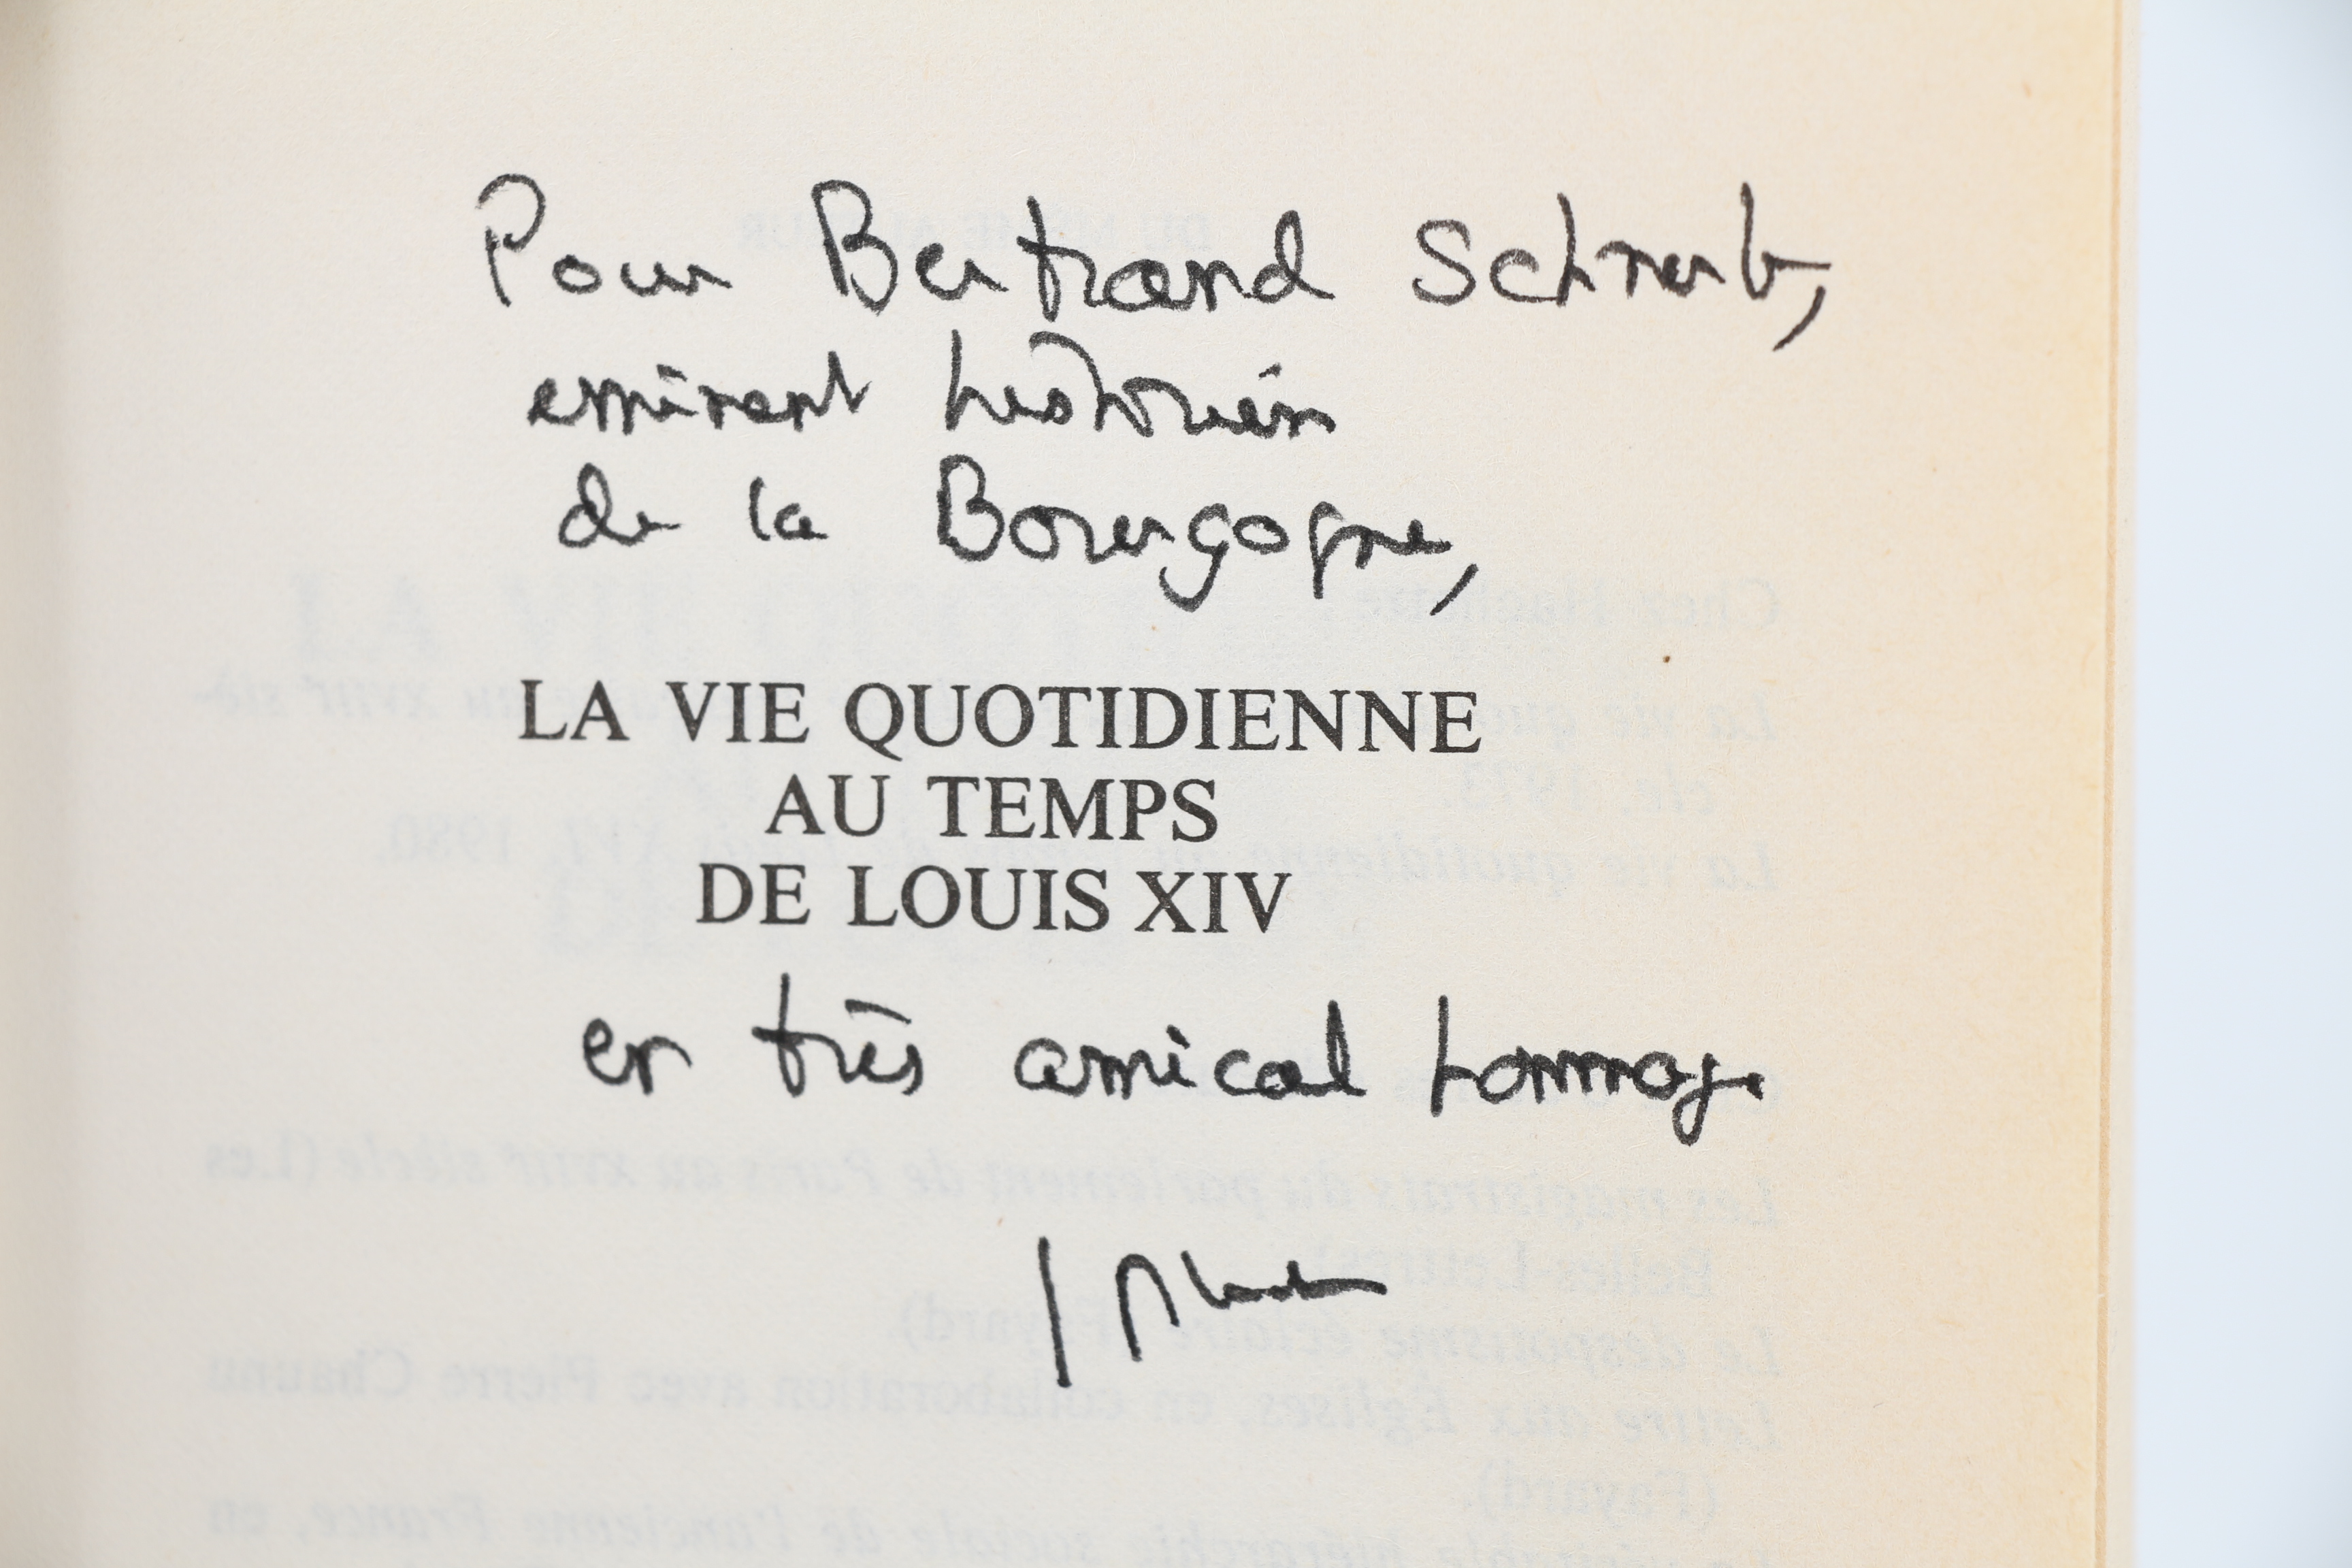 Pour Bertrand Schnerb,
eminent historien
de la Bourgogne,
LA VIE QUOTIDIENNE
AU TEMPS
DE LOUIS XIV
en très amical hommage